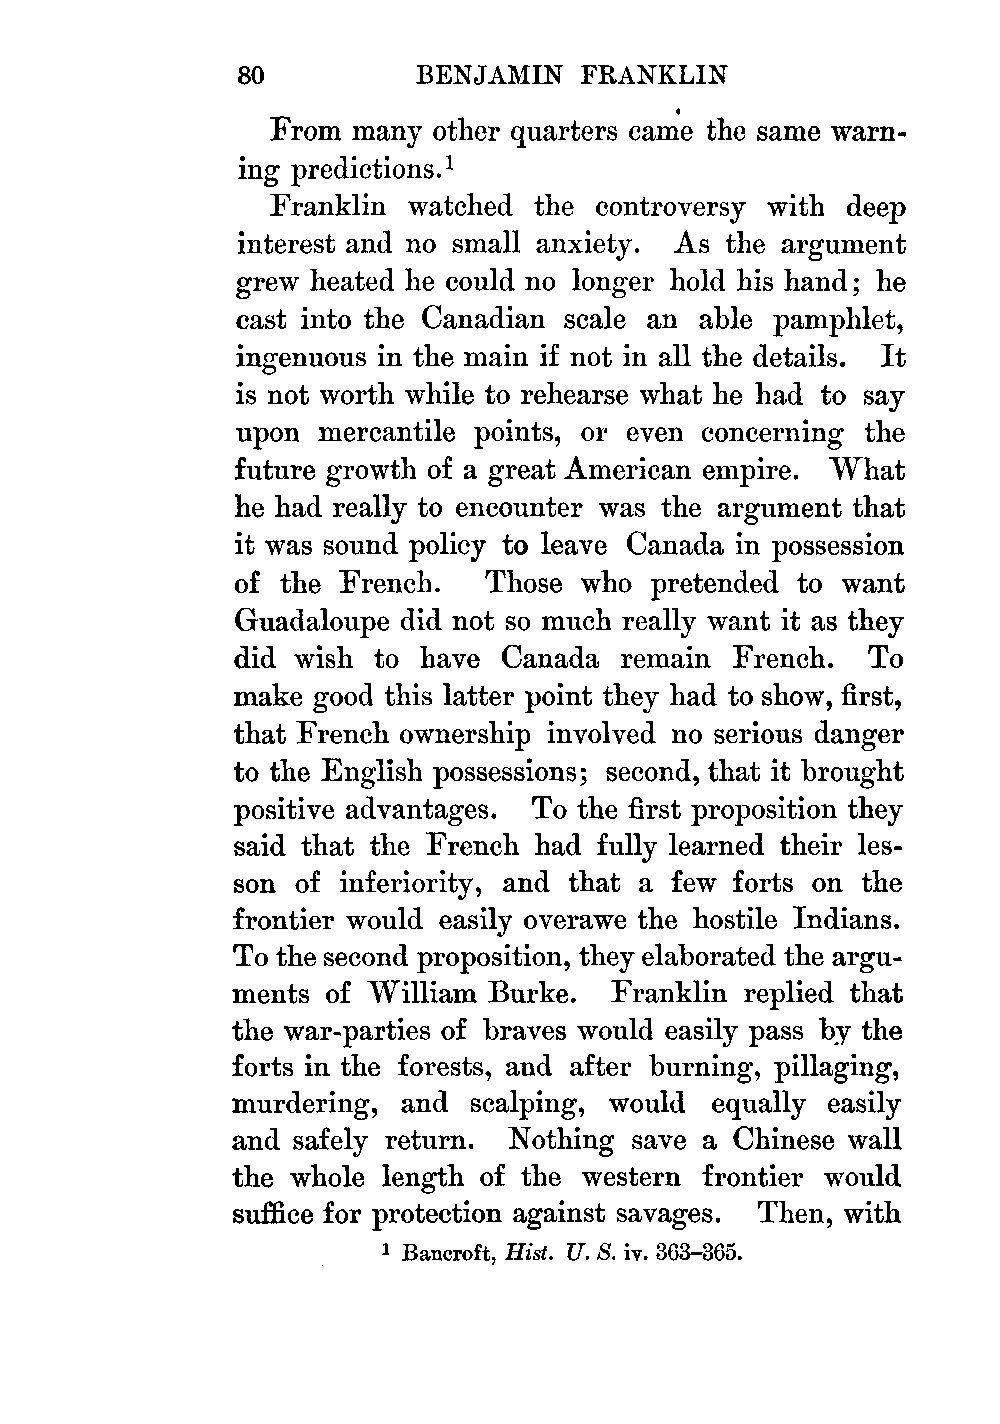 80 BENJAMIN FRANKLIN
From many other quarters came the same warn-
ing predictions.¹
Franklin watched the controversy with deep
interest and no small anxiety. As the argument
grew heated he could no longer hold his hand; he
cast into the Canadian scale an able pamphlet,
ingenuous in the main if not in all the details. It
is not worth while to rehearse what he had to say
upon mercantile points, or even concerning the
future growth of a great American empire. What
he had really to encounter was the argument that
it was sound policy to leave Canada in possession
of the French. Those who pretended to want
Guadaloupe did not so much really want it as they
did wish to have Canada remain French. To
make good this latter point they had to show, first,
that French ownership involved no serious danger
to the English possessions; second, that it brought
positive advantages. To the first proposition they
said that the French had fully learned their les-
son of inferiority, and that a few forts on the
frontier would easily overawe the hostile Indians.
To the second proposition, they elaborated the argu-
ments of William Burke. Franklin replied that
the war-parties of braves would easily pass by the
forts in the forests, and after burning, pillaging,
murdering, and scalping, would equally easily
and safely return. Nothing save a Chinese wall
the whole length of the western frontier would
suffice for protection against savages. Then, with
¹ Bancroft, Hist. U. S. iv. 363–365.